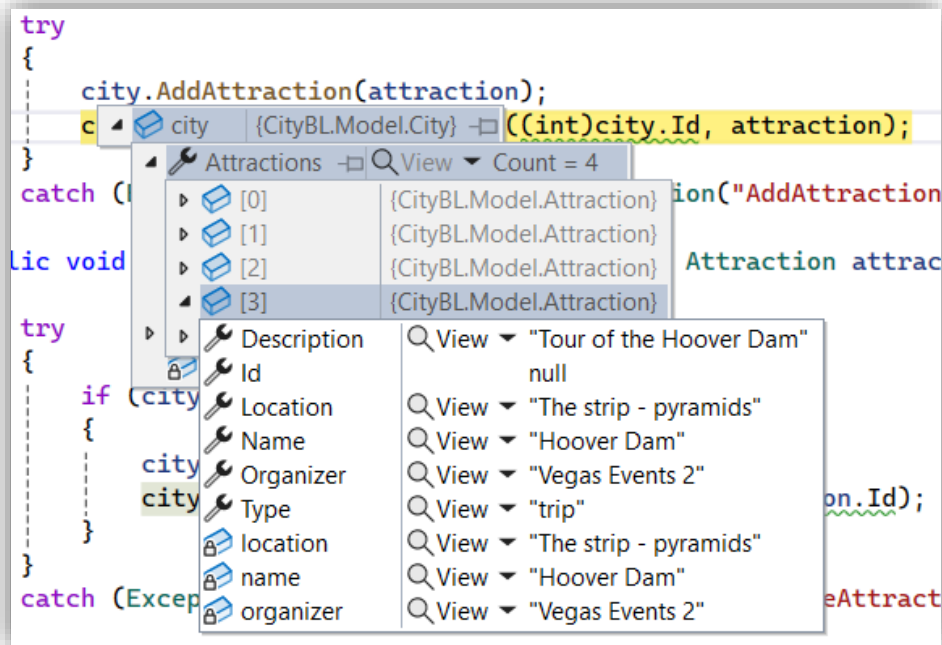 try
{
city.AddAttraction(attraction);
c city {CityBL.Model.City} ((int)city.Id, attraction);
} Attractions View Count = 4
catch ( [0] {CityBL.Model.Attraction} ion("AddAttraction
[1] {CityBL.Model.Attraction}
lic void [2] {CityBL.Model.Attraction} Attraction attrac
[3] {CityBL.Model.Attraction}
try Description View "Tour of the Hoover Dam"
{ Id null
if (city Location View "The strip - pyramids"
{ Name View "Hoover Dam"
city Organizer View "Vegas Events 2"
city Type View "trip" on.Id);
} location View "The strip - pyramids"
} name View "Hoover Dam"
catch (Excep organizer View "Vegas Events 2" eAttract